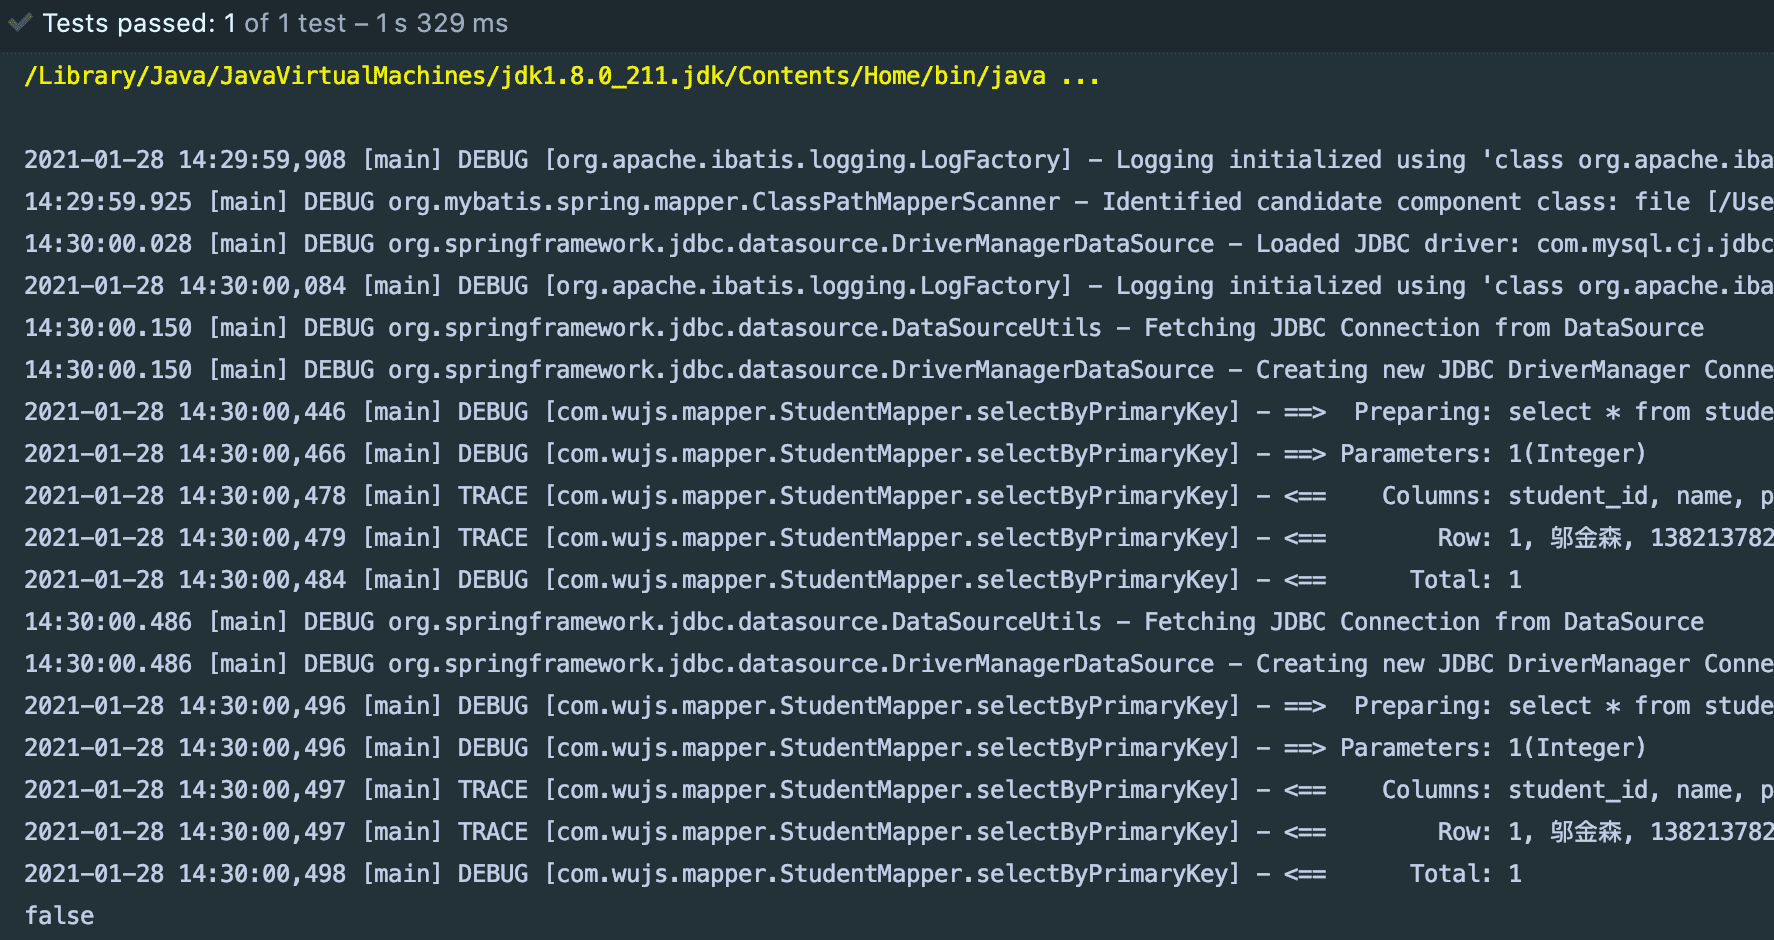 Tests passed: 1 of 1 test – 1 s 329 ms
/Library/Java/JavaVirtualMachines/jdk1.8.0_211.jdk/Contents/Home/bin/java ...
2021-01-28 14:29:59,908 [main] DEBUG [org.apache.ibatis.logging.LogFactory] - Logging initialized using 'class org.apache.iba
14:29:59.925 [main] DEBUG org.mybatis.spring.mapper.ClassPathMapperScanner - Identified candidate component class: file [/Use
14:30:00.028 [main] DEBUG org.springframework.jdbc.datasource.DriverManagerDataSource - Loaded JDBC driver: com.mysql.cj.jdbc
2021-01-28 14:30:00,084 [main] DEBUG [org.apache.ibatis.logging.LogFactory] - Logging initialized using 'class org.apache.iba
14:30:00.150 [main] DEBUG org.springframework.jdbc.datasource.DataSourceUtils - Fetching JDBC Connection from DataSource
14:30:00.150 [main] DEBUG org.springframework.jdbc.datasource.DriverManagerDataSource - Creating new JDBC DriverManager Conne
2021-01-28 14:30:00,446 [main] DEBUG [com.wujs.mapper.StudentMapper.selectByPrimaryKey] - ==>  Preparing: select * from stude
2021-01-28 14:30:00,466 [main] DEBUG [com.wujs.mapper.StudentMapper.selectByPrimaryKey] - ==> Parameters: 1(Integer)
2021-01-28 14:30:00,478 [main] TRACE [com.wujs.mapper.StudentMapper.selectByPrimaryKey] - <==    Columns: student_id, name, p
2021-01-28 14:30:00,479 [main] TRACE [com.wujs.mapper.StudentMapper.selectByPrimaryKey] - <==        Row: 1, 邬金森, 138213782
2021-01-28 14:30:00,484 [main] DEBUG [com.wujs.mapper.StudentMapper.selectByPrimaryKey] - <==      Total: 1
14:30:00.486 [main] DEBUG org.springframework.jdbc.datasource.DataSourceUtils - Fetching JDBC Connection from DataSource
14:30:00.486 [main] DEBUG org.springframework.jdbc.datasource.DriverManagerDataSource - Creating new JDBC DriverManager Conne
2021-01-28 14:30:00,496 [main] DEBUG [com.wujs.mapper.StudentMapper.selectByPrimaryKey] - ==>  Preparing: select * from stude
2021-01-28 14:30:00,496 [main] DEBUG [com.wujs.mapper.StudentMapper.selectByPrimaryKey] - ==> Parameters: 1(Integer)
2021-01-28 14:30:00,497 [main] TRACE [com.wujs.mapper.StudentMapper.selectByPrimaryKey] - <==    Columns: student_id, name, p
2021-01-28 14:30:00,497 [main] TRACE [com.wujs.mapper.StudentMapper.selectByPrimaryKey] - <==        Row: 1, 邬金森, 138213782
2021-01-28 14:30:00,498 [main] DEBUG [com.wujs.mapper.StudentMapper.selectByPrimaryKey] - <==      Total: 1
false